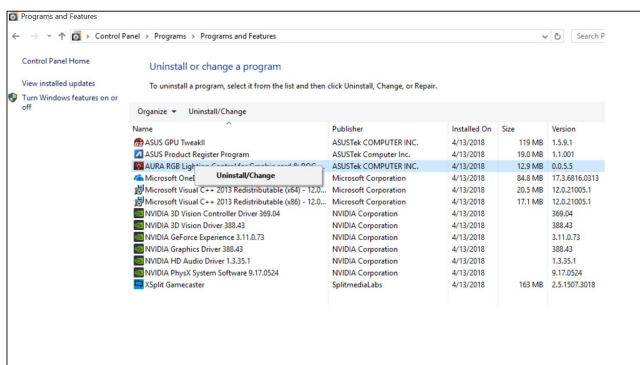 Programs and Features
Control Panel › Programs › Programs and Features
Search P
Control Panel Home
View installed updates
Turn Windows features on or
off
Uninstall or change a program
To uninstall a program, select it from the list and then click Uninstall, Change, or Repair.
Organize Uninstall/Change
Name Publisher Installed On Size Version
ASUS GPU TweakII ASUSTek COMPUTER INC. 4/13/2018 119 MB 1.5.9.1
ASUS Product Register Program ASUSTek Computer Inc. 4/13/2018 19.0 MB 1.1.001
AURA RGB Lighting Control for Graphic card & ROG ASUSTek COMPUTER INC. 4/13/2018 12.9 MB 0.0.5.5
Microsoft OneD Microsoft Corporation 4/13/2018 84.8 MB 17.3.6816.0313
Uninstall/Change
Microsoft Visual C++ 2013 Redistributable (x64) - 12.0... Microsoft Corporation 4/13/2018 20.5 MB 12.0.21005.1
Microsoft Visual C++ 2013 Redistributable (x86) - 12.0... Microsoft Corporation 4/13/2018 17.1 MB 12.0.21005.1
NVIDIA 3D Vision Controller Driver 369.04 NVIDIA Corporation 4/13/2018 369.04
NVIDIA 3D Vision Driver 388.43 NVIDIA Corporation 4/13/2018 388.43
NVIDIA GeForce Experience 3.11.0.73 NVIDIA Corporation 4/13/2018 3.11.0.73
NVIDIA Graphics Driver 388.43 NVIDIA Corporation 4/13/2018 388.43
NVIDIA HD Audio Driver 1.3.35.1 NVIDIA Corporation 4/13/2018 1.3.35.1
NVIDIA PhysX System Software 9.17.0524 NVIDIA Corporation 4/13/2018 9.17.0524
XSplit Gamecaster SplitmediaLabs 4/13/2018 163 MB 2.5.1507.3018